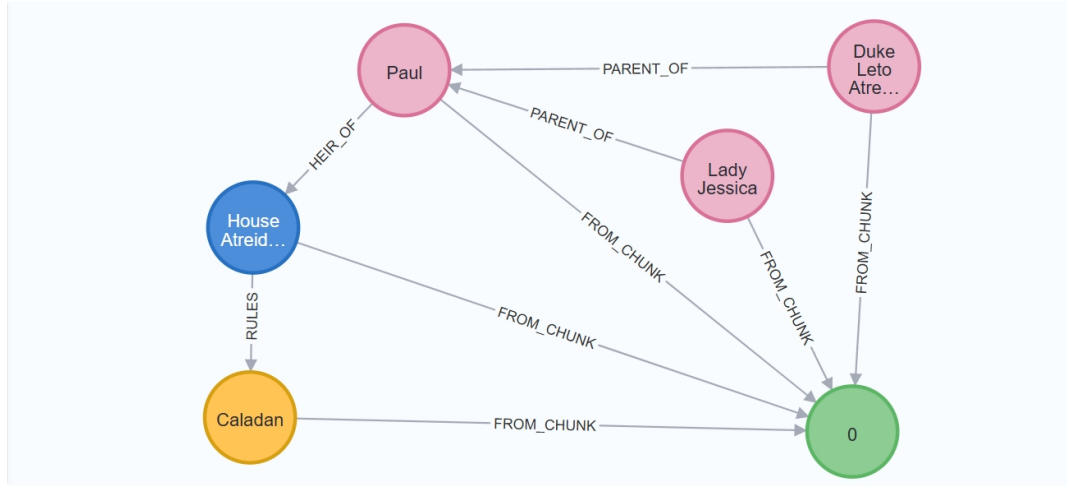 Paul
PARENT_OF
Duke
Leto
Atre…
PARENT_OF
Lady
Jessica
HEIR_OF
House
Atreid…
FROM_CHUNK
FROM_CHUNK
FROM_CHUNK
RULES
FROM_CHUNK
Caladan
FROM_CHUNK
0